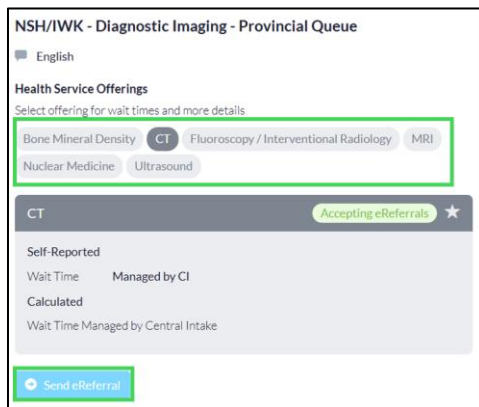 NSH/IWK - Diagnostic Imaging - Provincial Queue
English
Health Service Offerings
Select offering for wait times and more details
Bone Mineral Density CT Fluoroscopy / Interventional Radiology MRI
Nuclear Medicine Ultrasound
CT Accepting eReferrals
Self-Reported
Wait Time Managed by CI
Calculated
Wait Time Managed by Central Intake
Send eReferral